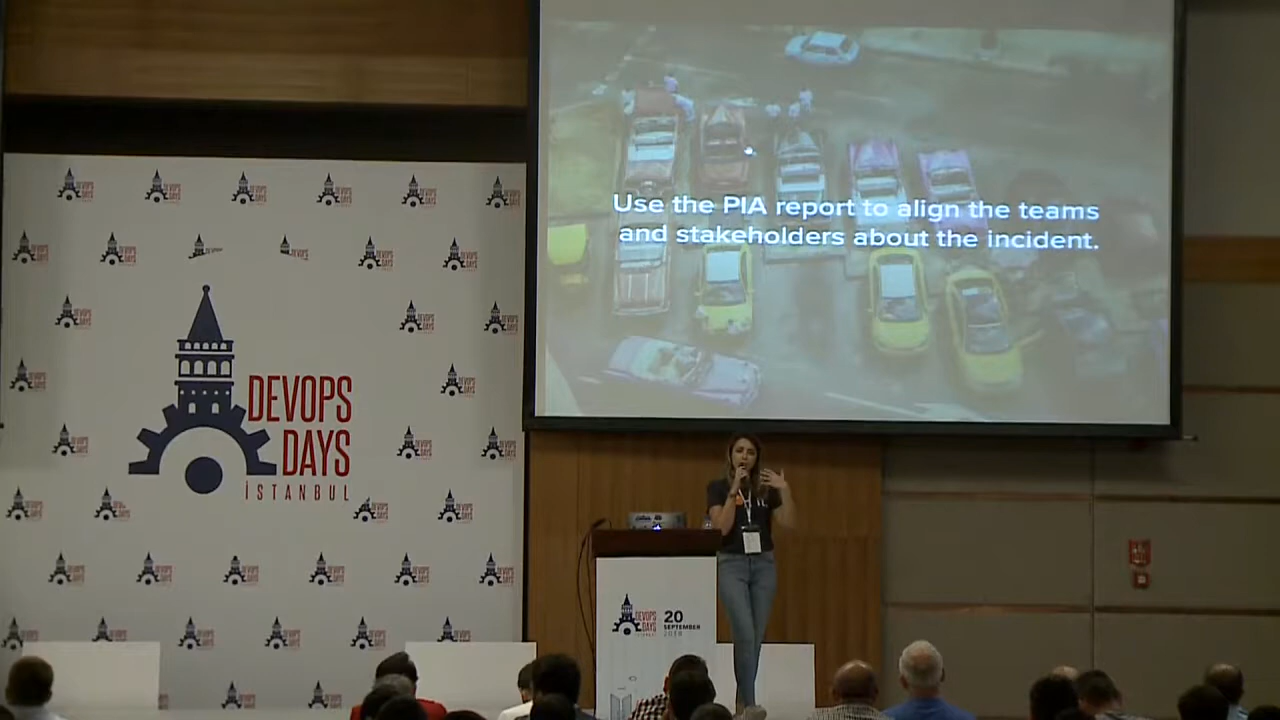 Use the PIA report to align the teams
and stakeholders about the incident.
DEVOPS
DAYS
İSTANBUL
DEVOPS
DAYS
20
SEPTEMBER